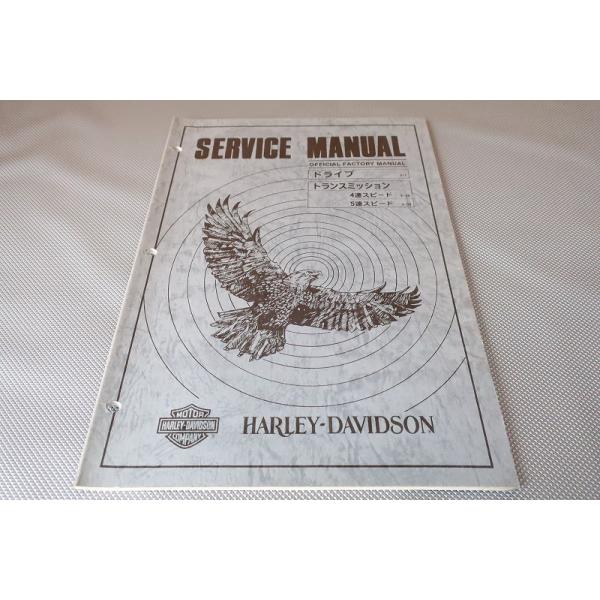 SERVICE MANUAL
OFFICIAL FACTORY MANUAL
ドライブ
トランスミッション
4速スピード
5速スピード
MOTOR
HARLEY-DAVIDSON
COMPANY
HARLEY-DAVIDSON